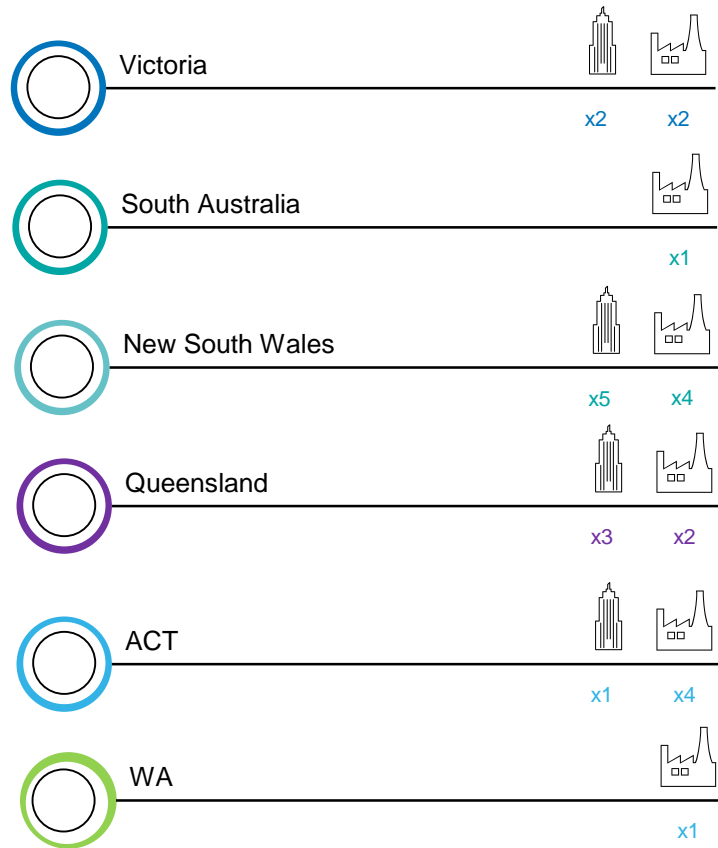 Victoria
x2 x2
South Australia
x1
New South Wales
x5 x4
Queensland
x3 x2
ACT
x1 x4
WA
x1